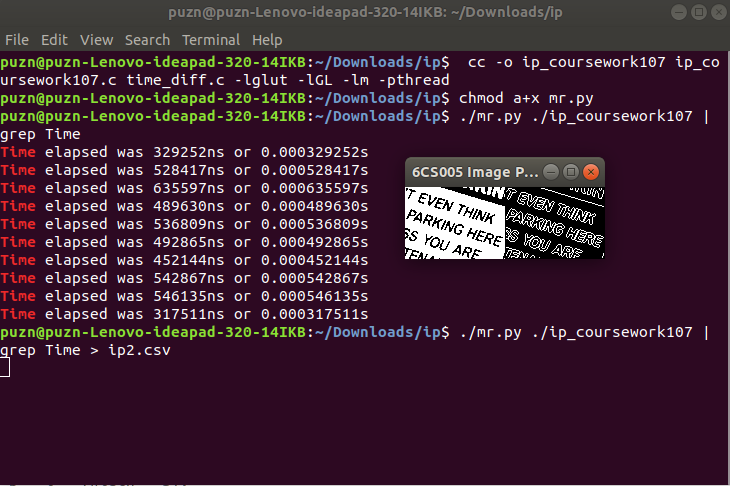 puzn@puzn-Lenovo-ideapad-320-14IKB: ~/Downloads/ip
File Edit View Search Terminal Help
puzn@puzn-Lenovo-ideapad-320-14IKB:~/Downloads/ip$ cc -o ip_coursework107 ip_co
ursework107.c time_diff.c -lglut -lGL -lm -pthread
puzn@puzn-Lenovo-ideapad-320-14IKB:~/Downloads/ip$ chmod a+x mr.py
puzn@puzn-Lenovo-ideapad-320-14IKB:~/Downloads/ip$ ./mr.py ./ip_coursework107 |
grep Time
Time elapsed was 329252ns or 0.000329252s
Time elapsed was 528417ns or 0.000528417s
Time elapsed was 635597ns or 0.000635597s
Time elapsed was 489630ns or 0.000489630s
Time elapsed was 536809ns or 0.000536809s
Time elapsed was 492865ns or 0.000492865s
Time elapsed was 452144ns or 0.000452144s
Time elapsed was 542867ns or 0.000542867s
Time elapsed was 546135ns or 0.000546135s
Time elapsed was 317511ns or 0.000317511s
puzn@puzn-Lenovo-ideapad-320-14IKB:~/Downloads/ip$ ./mr.py ./ip_coursework107 |
grep Time > ip2.csv
6CS005 Image P...
'T EVEN THINK
PARKING HERE
SS YOU ARE
T EVEN THINK
PARKING HERE
SS YOU ARE